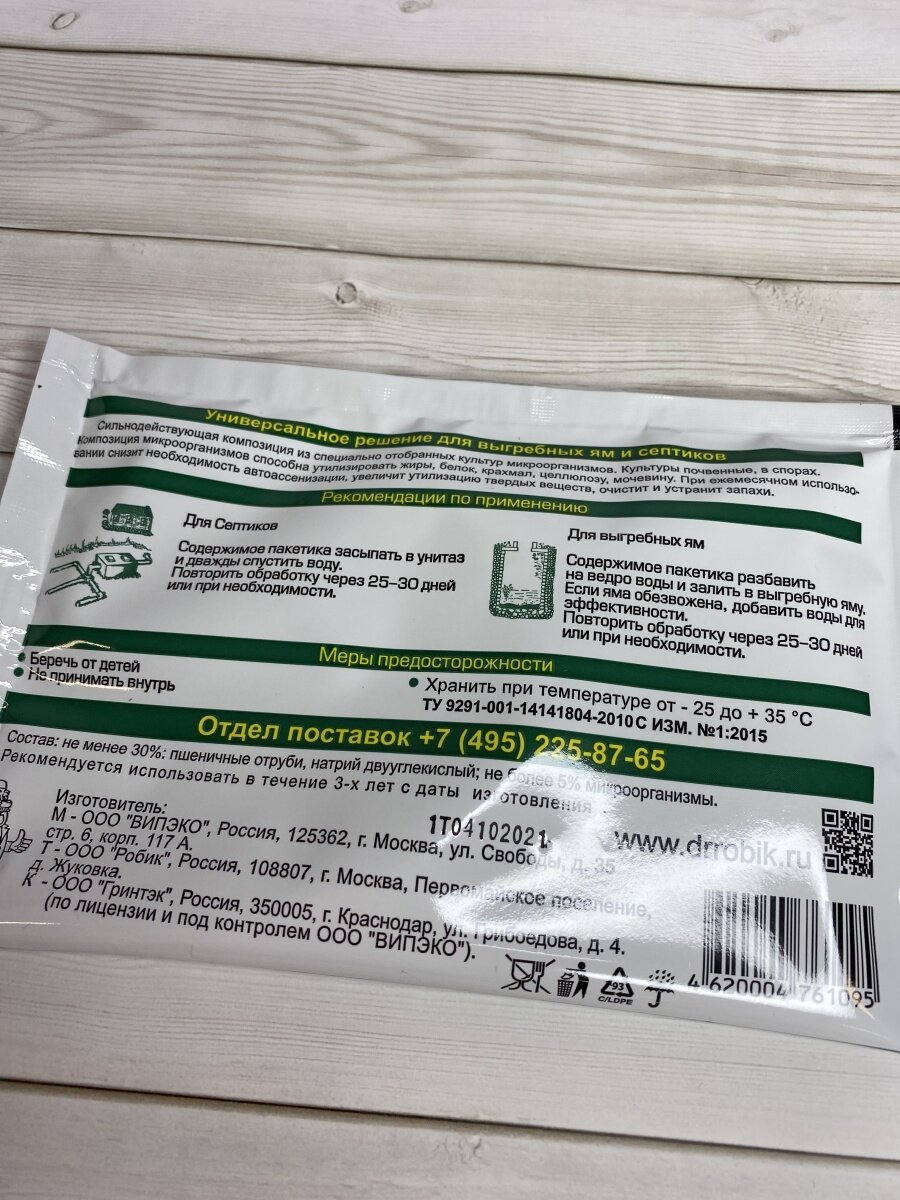 Универсальное решение для выгребных ям и септиков
Сильнодействующая композиция из специально отобранных культур микроорганизмов. Культуры почвенные, в спорах.
Композиция микроорганизмов способна утилизировать жиры, белок, крахмал, целлюлозу, мочевину. При ежемесячном использо-
вании снизит необходимость автоассенизации, увеличит утилизацию твердых веществ, очистит и устранит запахи.
Рекомендации по применению
Для Септиков
Содержимое пакетика засыпать в унитаз
и дважды спустить воду.
Повторить обработку через 25–30 дней
или при необходимости.
Для выгребных ям
Содержимое пакетика разбавить
на ведро воды и залить в выгребную яму.
Если яма обезвожена, добавить воды для
эффективности.
Повторить обработку через 25–30 дней
или при необходимости.
Меры предосторожности
• Беречь от детей
• Не принимать внутрь
• Хранить при температуре от - 25 до + 35 °С
ТУ 9291-001-14141804-2010 С ИЗМ. №1:2015
Отдел поставок +7 (495) 225-87-65
Состав: не менее 30%: пшеничные отруби, натрий двууглекислый; не более 5% микроорганизмы.
Рекомендуется использовать в течение 3-х лет с даты изготовления
Изготовитель:
1Т04102021
М - ООО "ВИПЭКО", Россия, 125362, г. Москва, ул. Свободы, д. 35
стр. 6, корп. 117 А.
Т - ООО "Робик", Россия, 108807, г. Москва, Первомайское поселение,
д. Жуковка.
К - ООО "Гринтэк", Россия, 350005, г. Краснодар, ул. Грибоедова, д. 4.
(по лицензии и под контролем ООО "ВИПЭКО").
www.drrobik.ru
93
C/LDPE
4 620004 761095